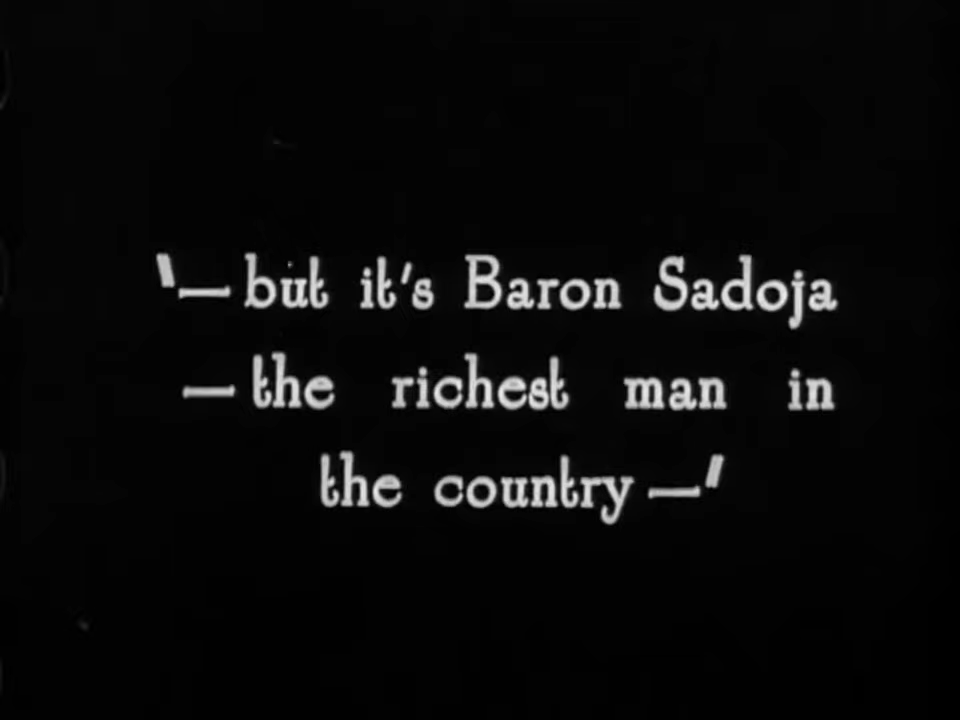 "—but it's Baron Sadoja
—the richest man in
the country—"